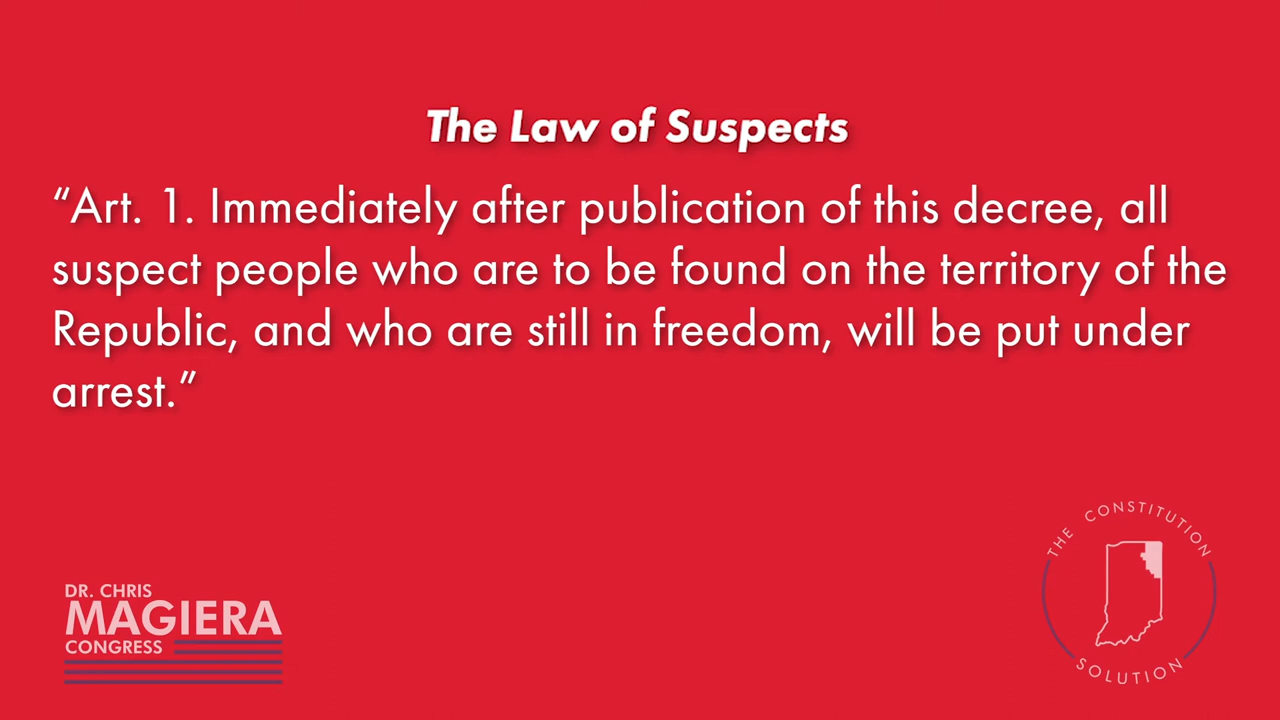 The Law of Suspects
“Art. 1. Immediately after publication of this decree, all
suspect people who are to be found on the territory of the
Republic, and who are still in freedom, will be put under
arrest.”
DR. CHRIS
MAGIERA
CONGRESS
THE CONSTITUTION
SOLUTION